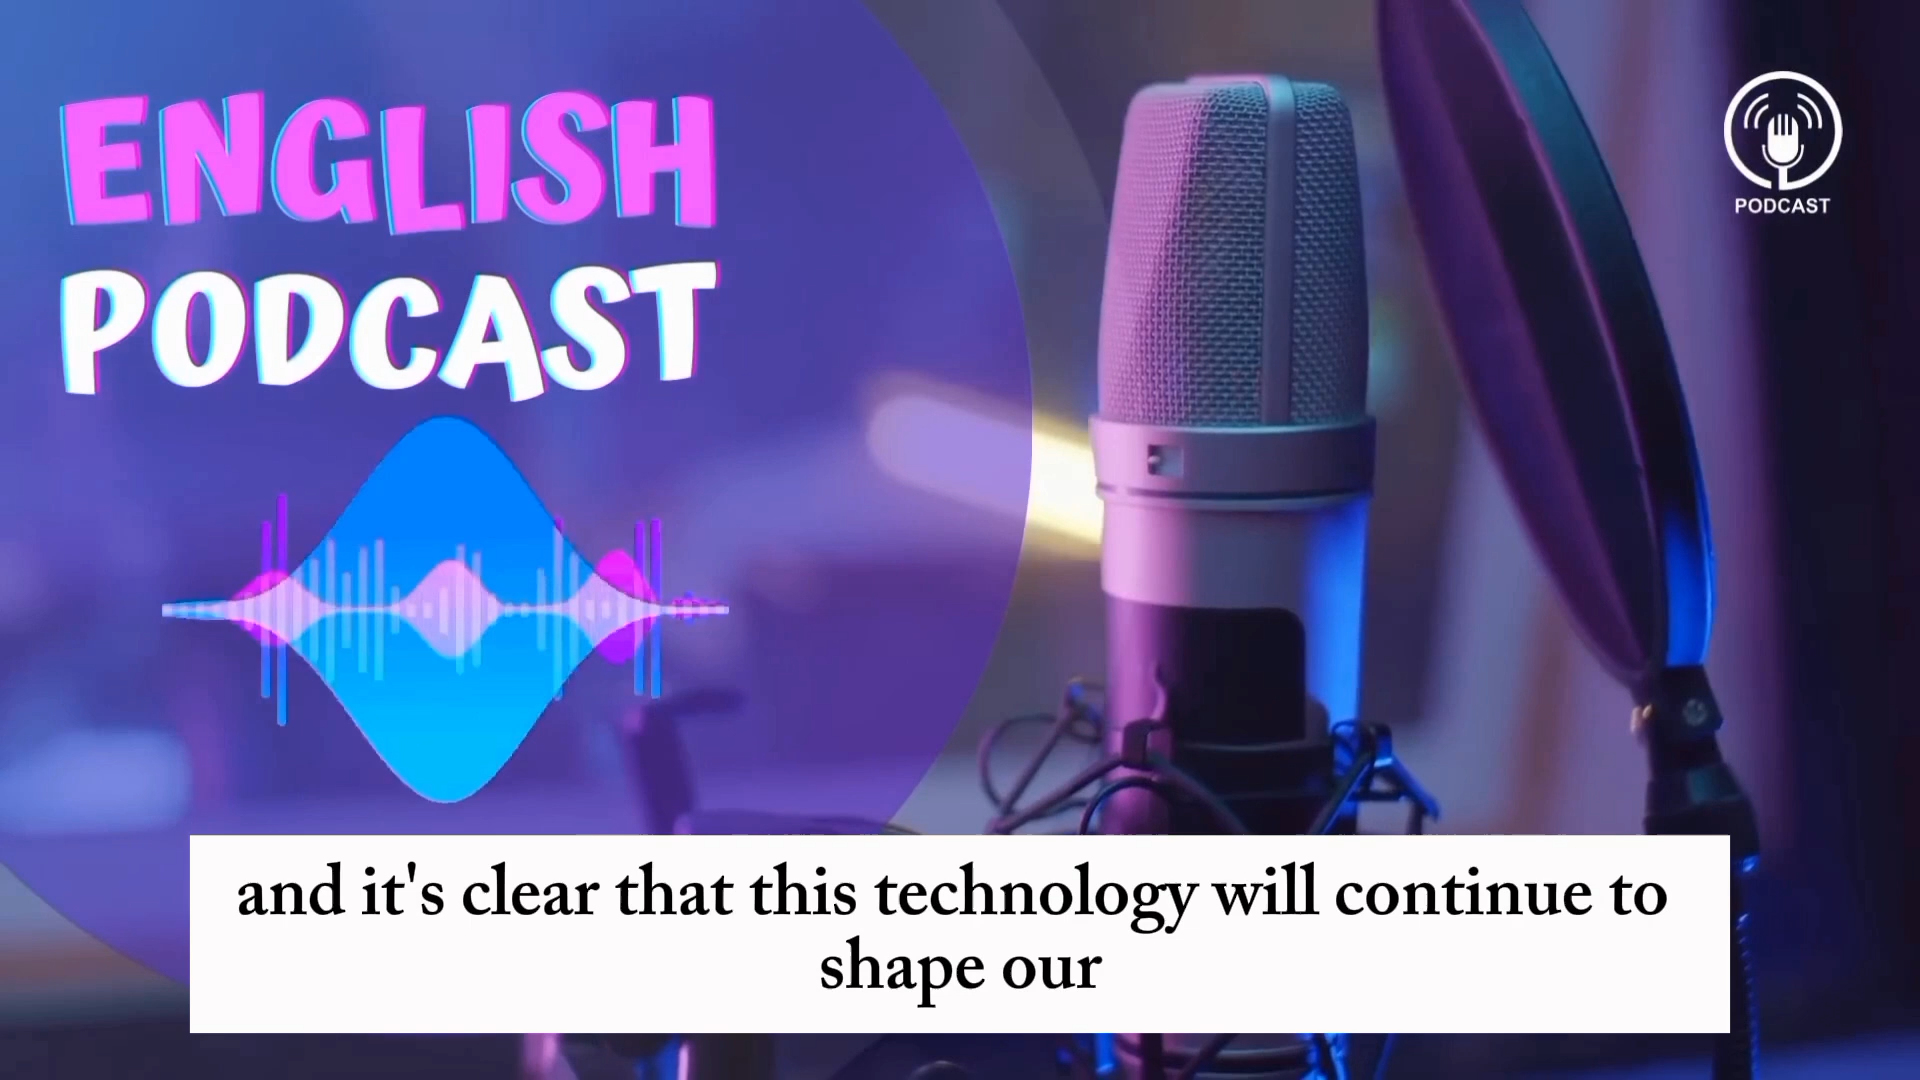 ENGLISH
PODCAST
PODCAST
and it's clear that this technology will continue to
shape our